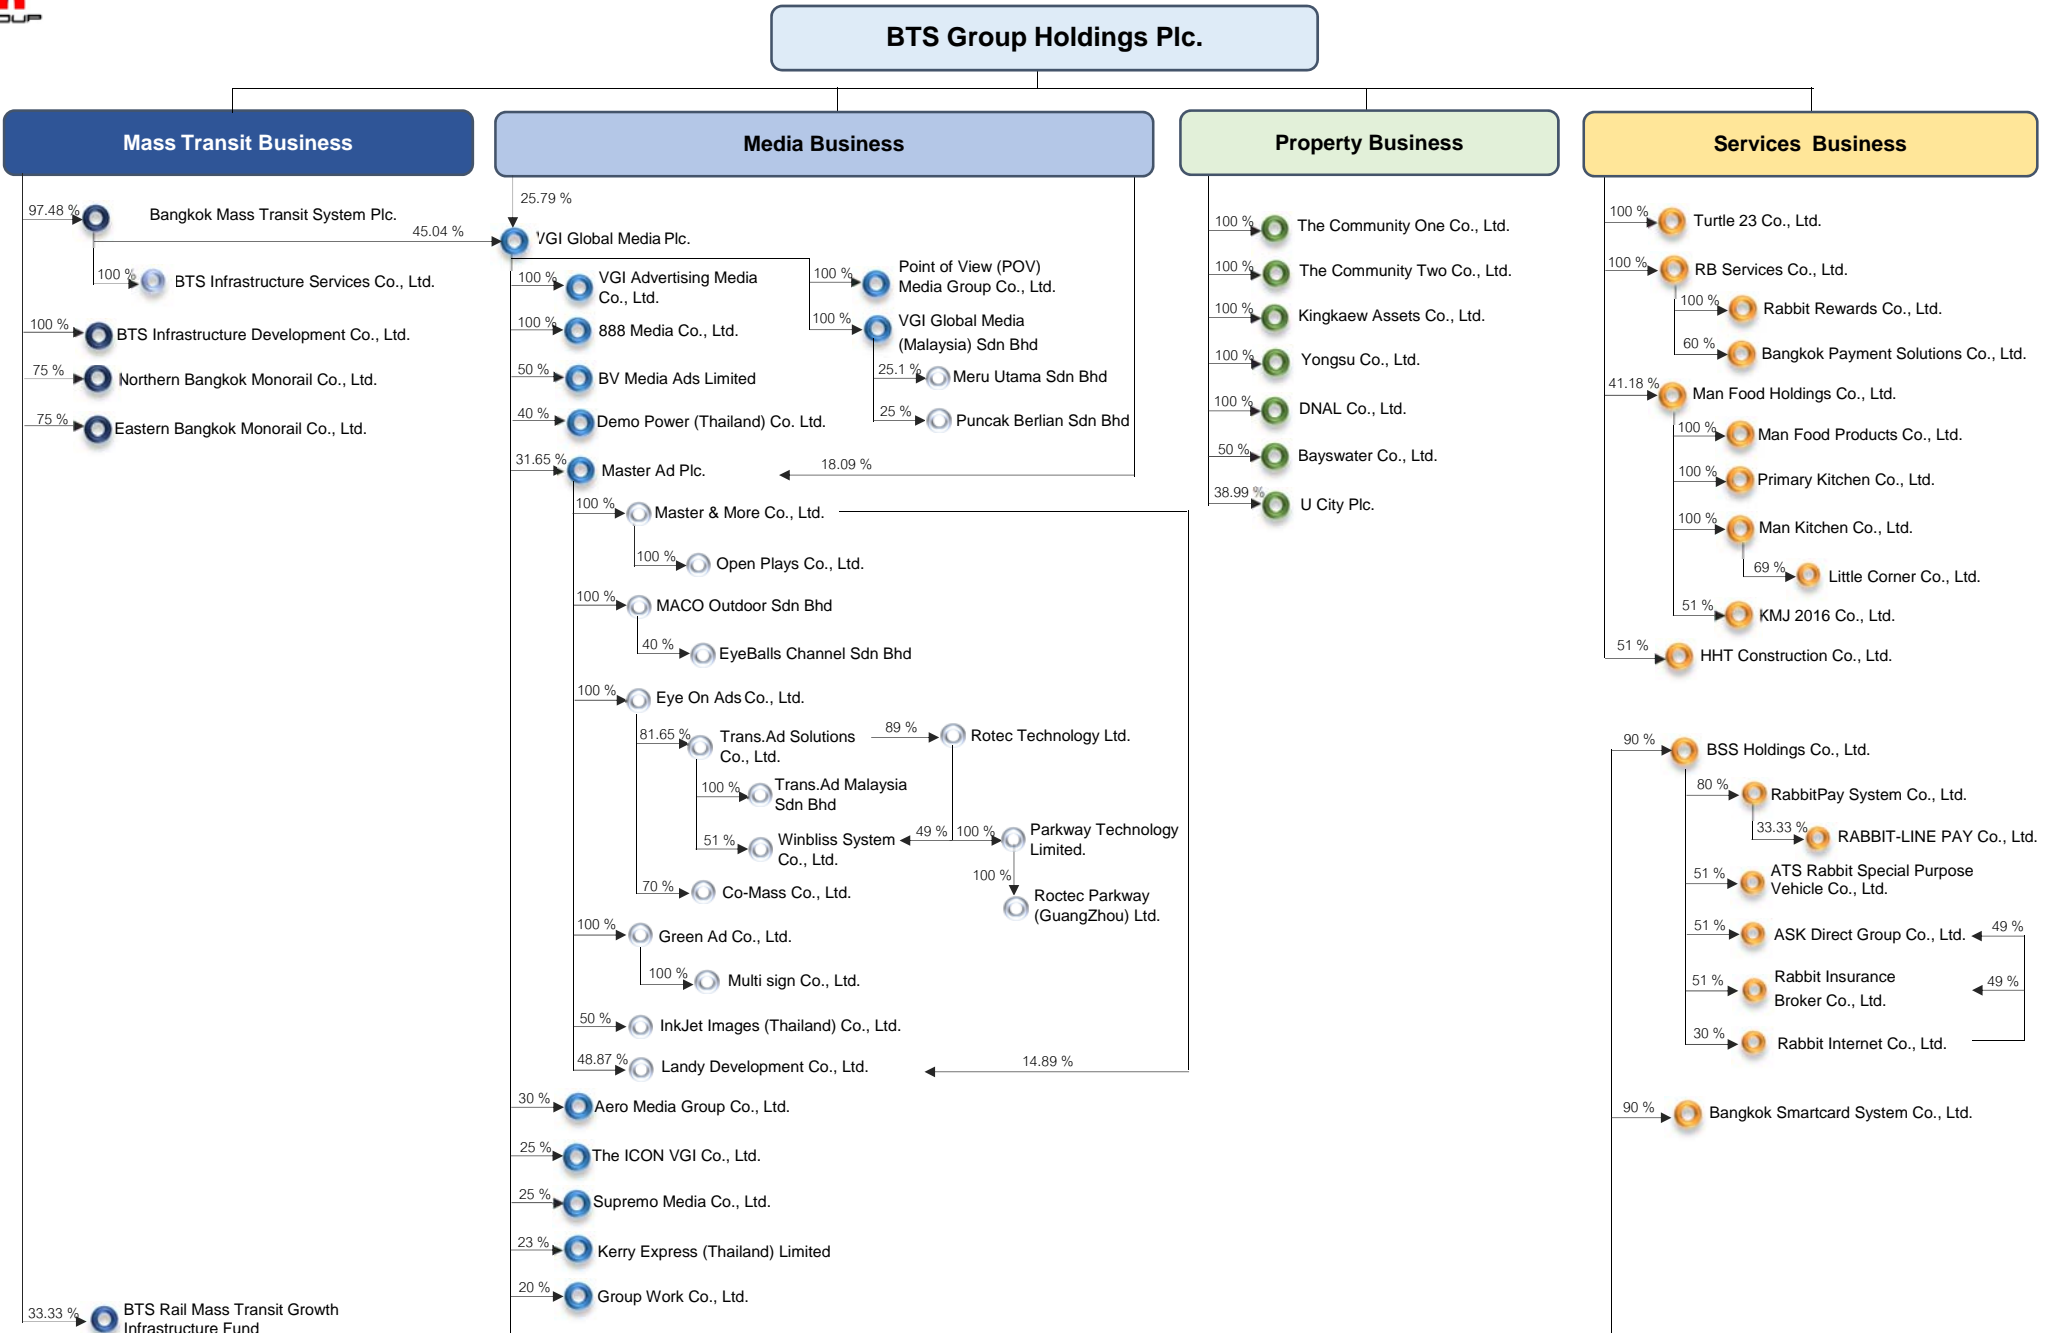 OUP
BTS Group Holdings Plc.
Mass Transit Business
97.48 %
Bangkok Mass Transit System Plc.
45.04 %
100 %
BTS Infrastructure Services Co., Ltd.
100 %
BTS Infrastructure Development Co., Ltd.
75 %
Northern Bangkok Monorail Co., Ltd.
75 %
Eastern Bangkok Monorail Co., Ltd.
33.33 %
BTS Rail Mass Transit Growth
Infrastructure Fund
Media Business
25.79 %
VGI Global Media Plc.
100 %
VGI Advertising Media
Co., Ltd.
100 %
888 Media Co., Ltd.
50 %
BV Media Ads Limited
40 %
Demo Power (Thailand) Co. Ltd.
31.65 %
Master Ad Plc.
18.09 %
100 %
Point of View (POV)
Media Group Co., Ltd.
100 %
VGI Global Media
(Malaysia) Sdn Bhd
25.1 %
Meru Utama Sdn Bhd
25 %
Puncak Berlian Sdn Bhd
100 %
Master & More Co., Ltd.
100 %
Open Plays Co., Ltd.
100 %
MACO Outdoor Sdn Bhd
40 %
EyeBalls Channel Sdn Bhd
100 %
Eye On Ads Co., Ltd.
81.65 %
Trans.Ad Solutions
Co., Ltd.
89 %
Rotec Technology Ltd.
100 %
Trans.Ad Malaysia
Sdn Bhd
51 %
Winbliss System
Co., Ltd.
49 %
100 %
Parkway Technology
Limited.
100 %
Roctec Parkway
(GuangZhou) Ltd.
70 %
Co-Mass Co., Ltd.
100 %
Green Ad Co., Ltd.
100 %
Multi sign Co., Ltd.
50 %
InkJet Images (Thailand) Co., Ltd.
48.87 %
Landy Development Co., Ltd.
14.89 %
30 %
Aero Media Group Co., Ltd.
25 %
The ICON VGI Co., Ltd.
25 %
Supremo Media Co., Ltd.
23 %
Kerry Express (Thailand) Limited
20 %
Group Work Co., Ltd.
Property Business
100 %
The Community One Co., Ltd.
100 %
The Community Two Co., Ltd.
100 %
Kingkaew Assets Co., Ltd.
100 %
Yongsu Co., Ltd.
100 %
DNAL Co., Ltd.
50 %
Bayswater Co., Ltd.
38.99 %
U City Plc.
Services Business
100 %
Turtle 23 Co., Ltd.
100 %
RB Services Co., Ltd.
100 %
Rabbit Rewards Co., Ltd.
60 %
Bangkok Payment Solutions Co., Ltd.
41.18 %
Man Food Holdings Co., Ltd.
100 %
Man Food Products Co., Ltd.
100 %
Primary Kitchen Co., Ltd.
100 %
Man Kitchen Co., Ltd.
69 %
Little Corner Co., Ltd.
51 %
KMJ 2016 Co., Ltd.
51 %
HHT Construction Co., Ltd.
90 %
BSS Holdings Co., Ltd.
80 %
RabbitPay System Co., Ltd.
33.33 %
RABBIT-LINE PAY Co., Ltd.
51 %
ATS Rabbit Special Purpose
Vehicle Co., Ltd.
51 %
ASK Direct Group Co., Ltd.
49 %
51 %
Rabbit Insurance
Broker Co., Ltd.
49 %
30 %
Rabbit Internet Co., Ltd.
90 %
Bangkok Smartcard System Co., Ltd.